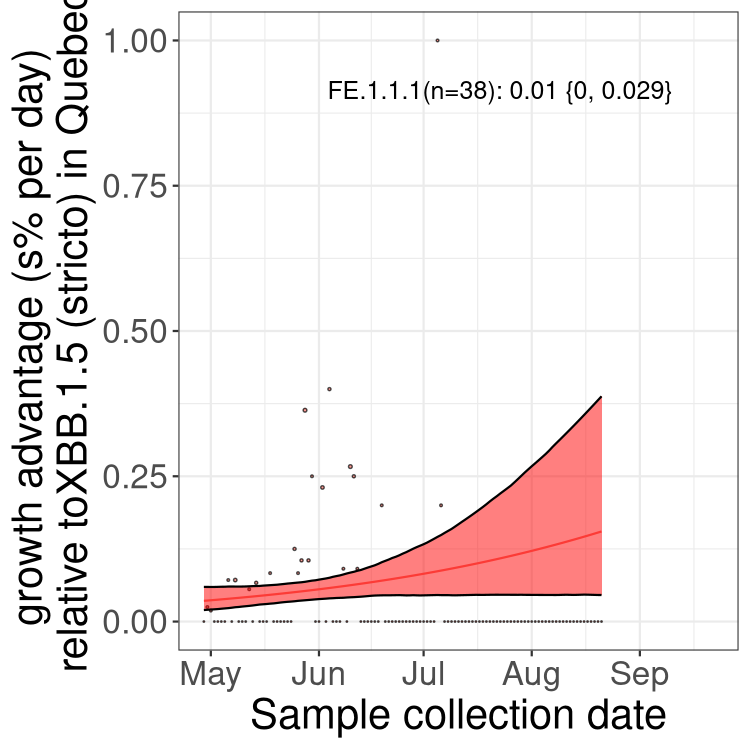 growth advantage (s% per day)
relative toXBB.1.5 (stricto) in Quebec
1.00
0.75
0.50
0.25
0.00
FE.1.1.1(n=38): 0.01 {0, 0.029}
May Jun Jul Aug Sep
Sample collection date